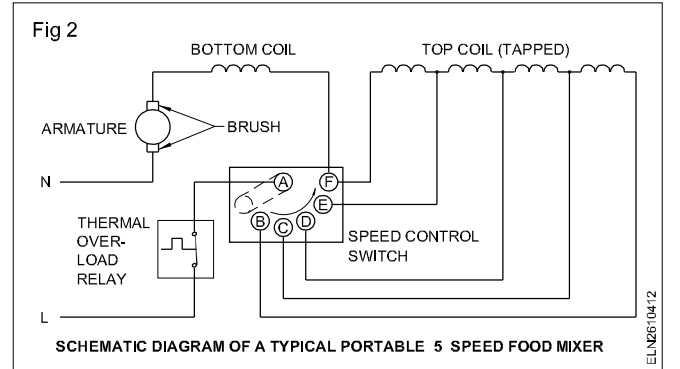 Fig 2
BOTTOM COIL
TOP COIL (TAPPED)
ARMATURE
BRUSH
N
A
F
E
B
C
D
THERMAL
OVER-
LOAD
RELAY
SPEED CONTROL
SWITCH
L
SCHEMATIC DIAGRAM OF A TYPICAL PORTABLE 5 SPEED FOOD MIXER
ELN2610412